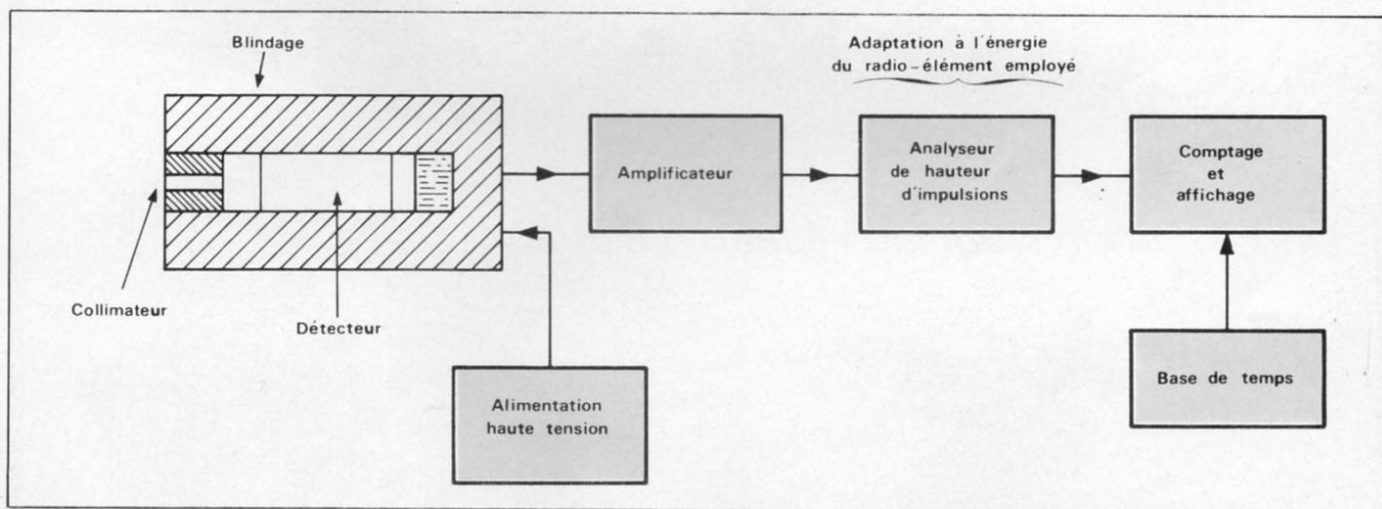 Blindage
Adaptation à l'énergie
du radio-élément employé
Amplificateur
Analyseur
de hauteur
d'impulsions
Comptage
et
affichage
Collimateur
Détecteur
Alimentation
haute tension
Base de temps